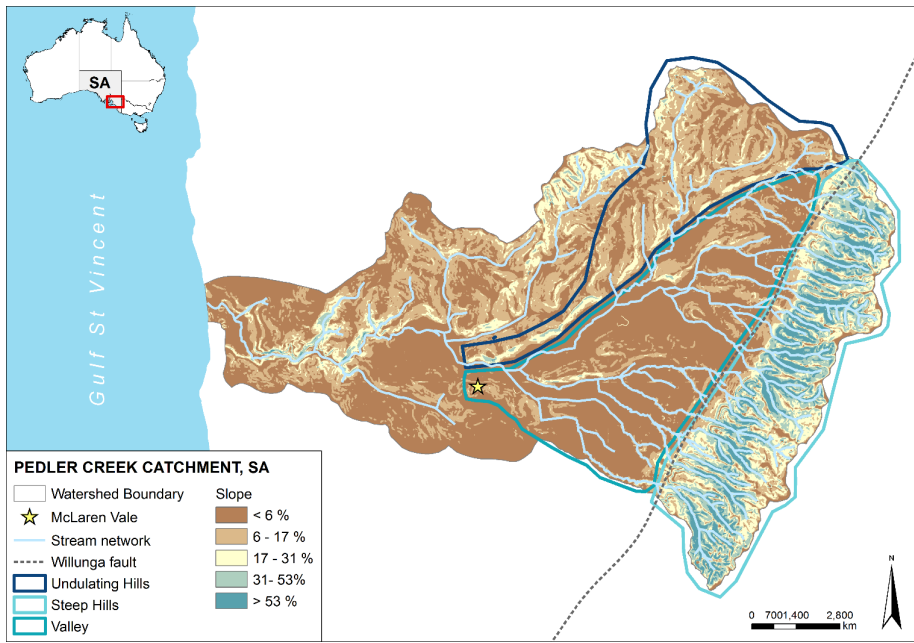 SA
Gulf St Vincent
PEDLER CREEK CATCHMENT, SA
Watershed Boundary
McLaren Vale
Stream network
Willunga fault
Undulating Hills
Steep Hills
Valley
Slope
< 6 %
6 - 17 %
17 - 31 %
31- 53%
> 53 %
N
0 7001,400 2,800
km